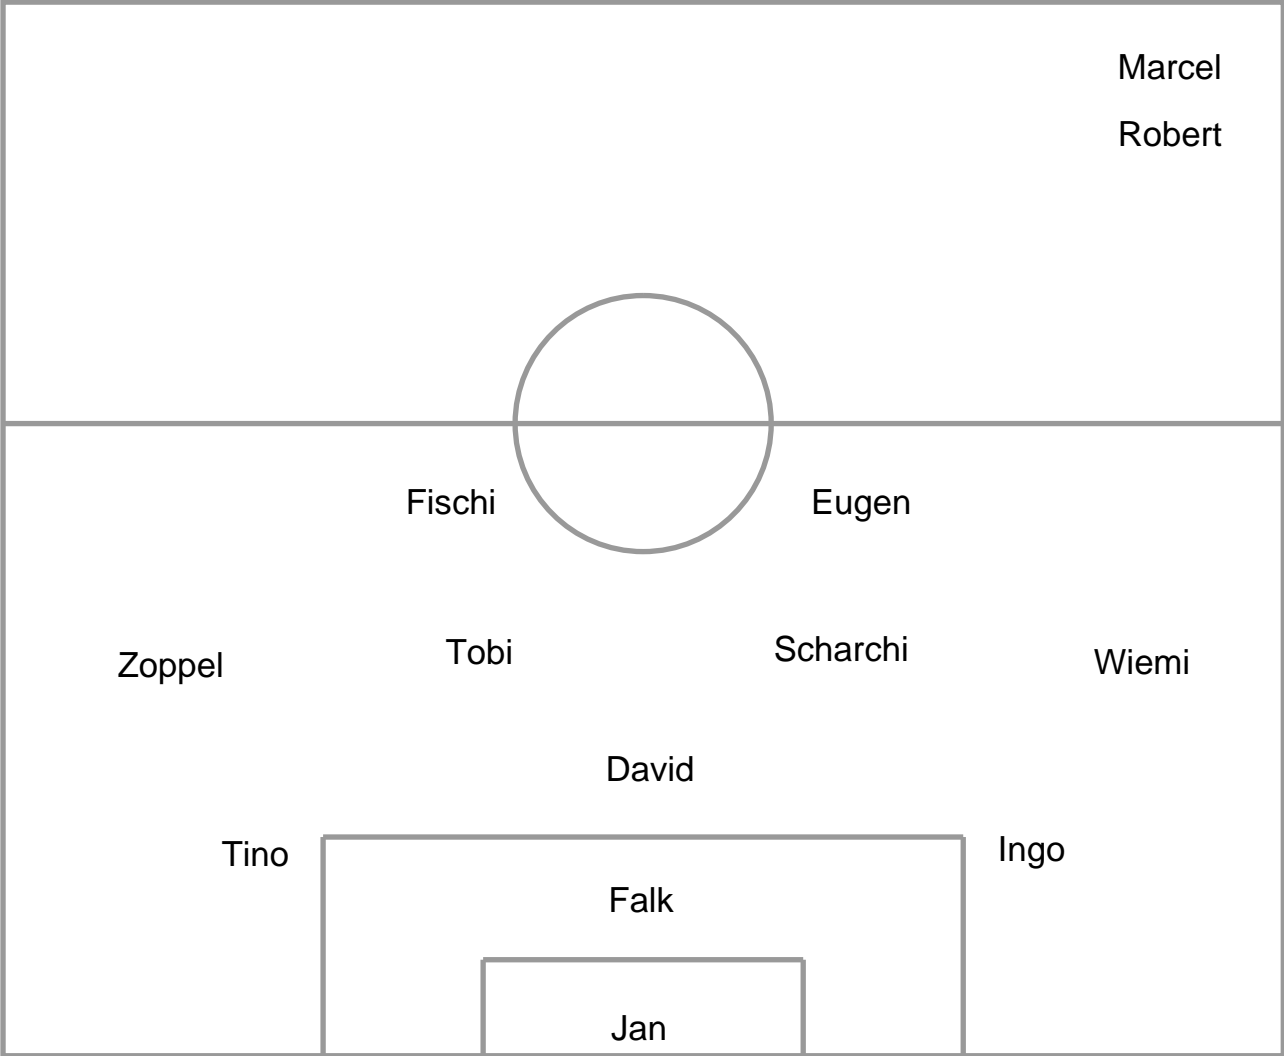 Marcel
Robert
Fischi
Eugen
Zoppel
Tobi
Scharchi
Wiemi
David
Tino
Ingo
Falk
Jan